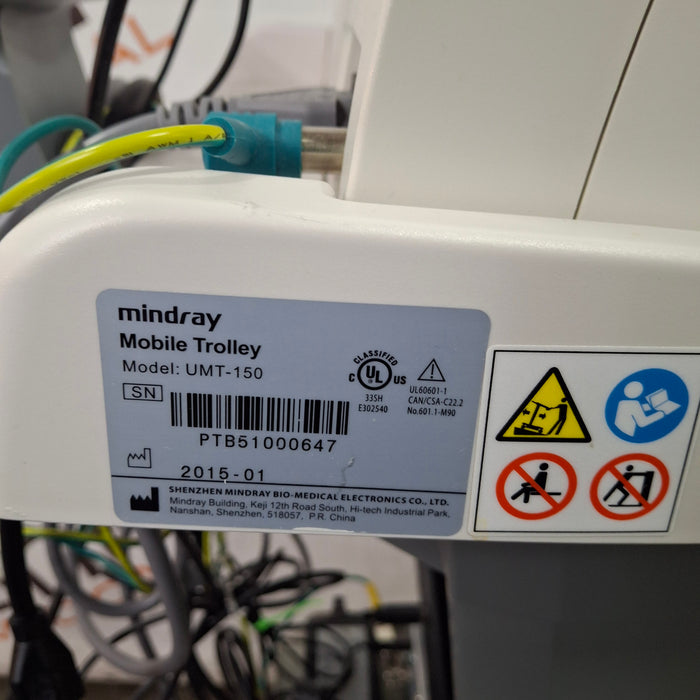 AWM
mindray
Mobile Trolley
Model: UMT-150
SN
PTB51000647
2015-01
CLASSIFIED
C UL US
33SH
E302540
UL60601-1
CAN/CSA-C22.2
No.601.1-M90
SHENZHEN MINDRAY BIO-MEDICAL ELECTRONICS CO., LTD.
Mindray Building, Keji 12th Road South, Hi-tech Industrial Park,
Nanshan, Shenzhen, 518057, P.R. China